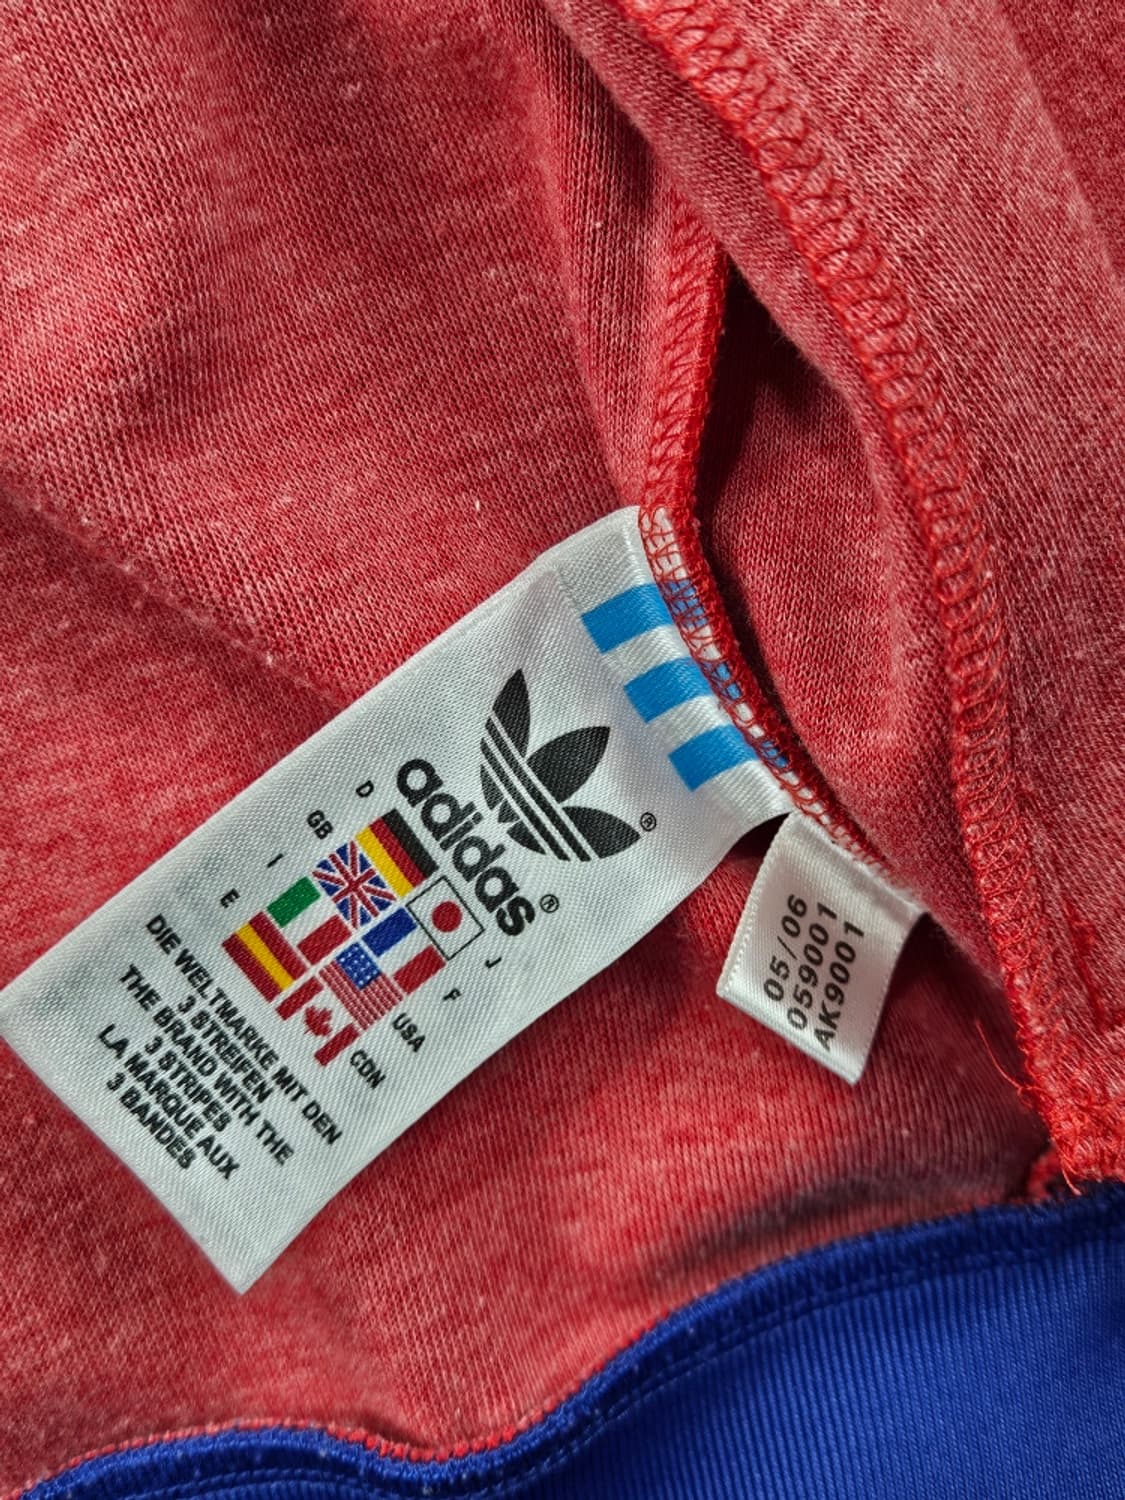 adidas®
®
D
GB
I
E
J
F
USA
CDN
DIE WELTMARKE MIT DEN
3 STREIFEN
THE BRAND WITH THE
3 STRIPES
LA MARQUE AUX
3 BANDES
05/06
059001
AK9001